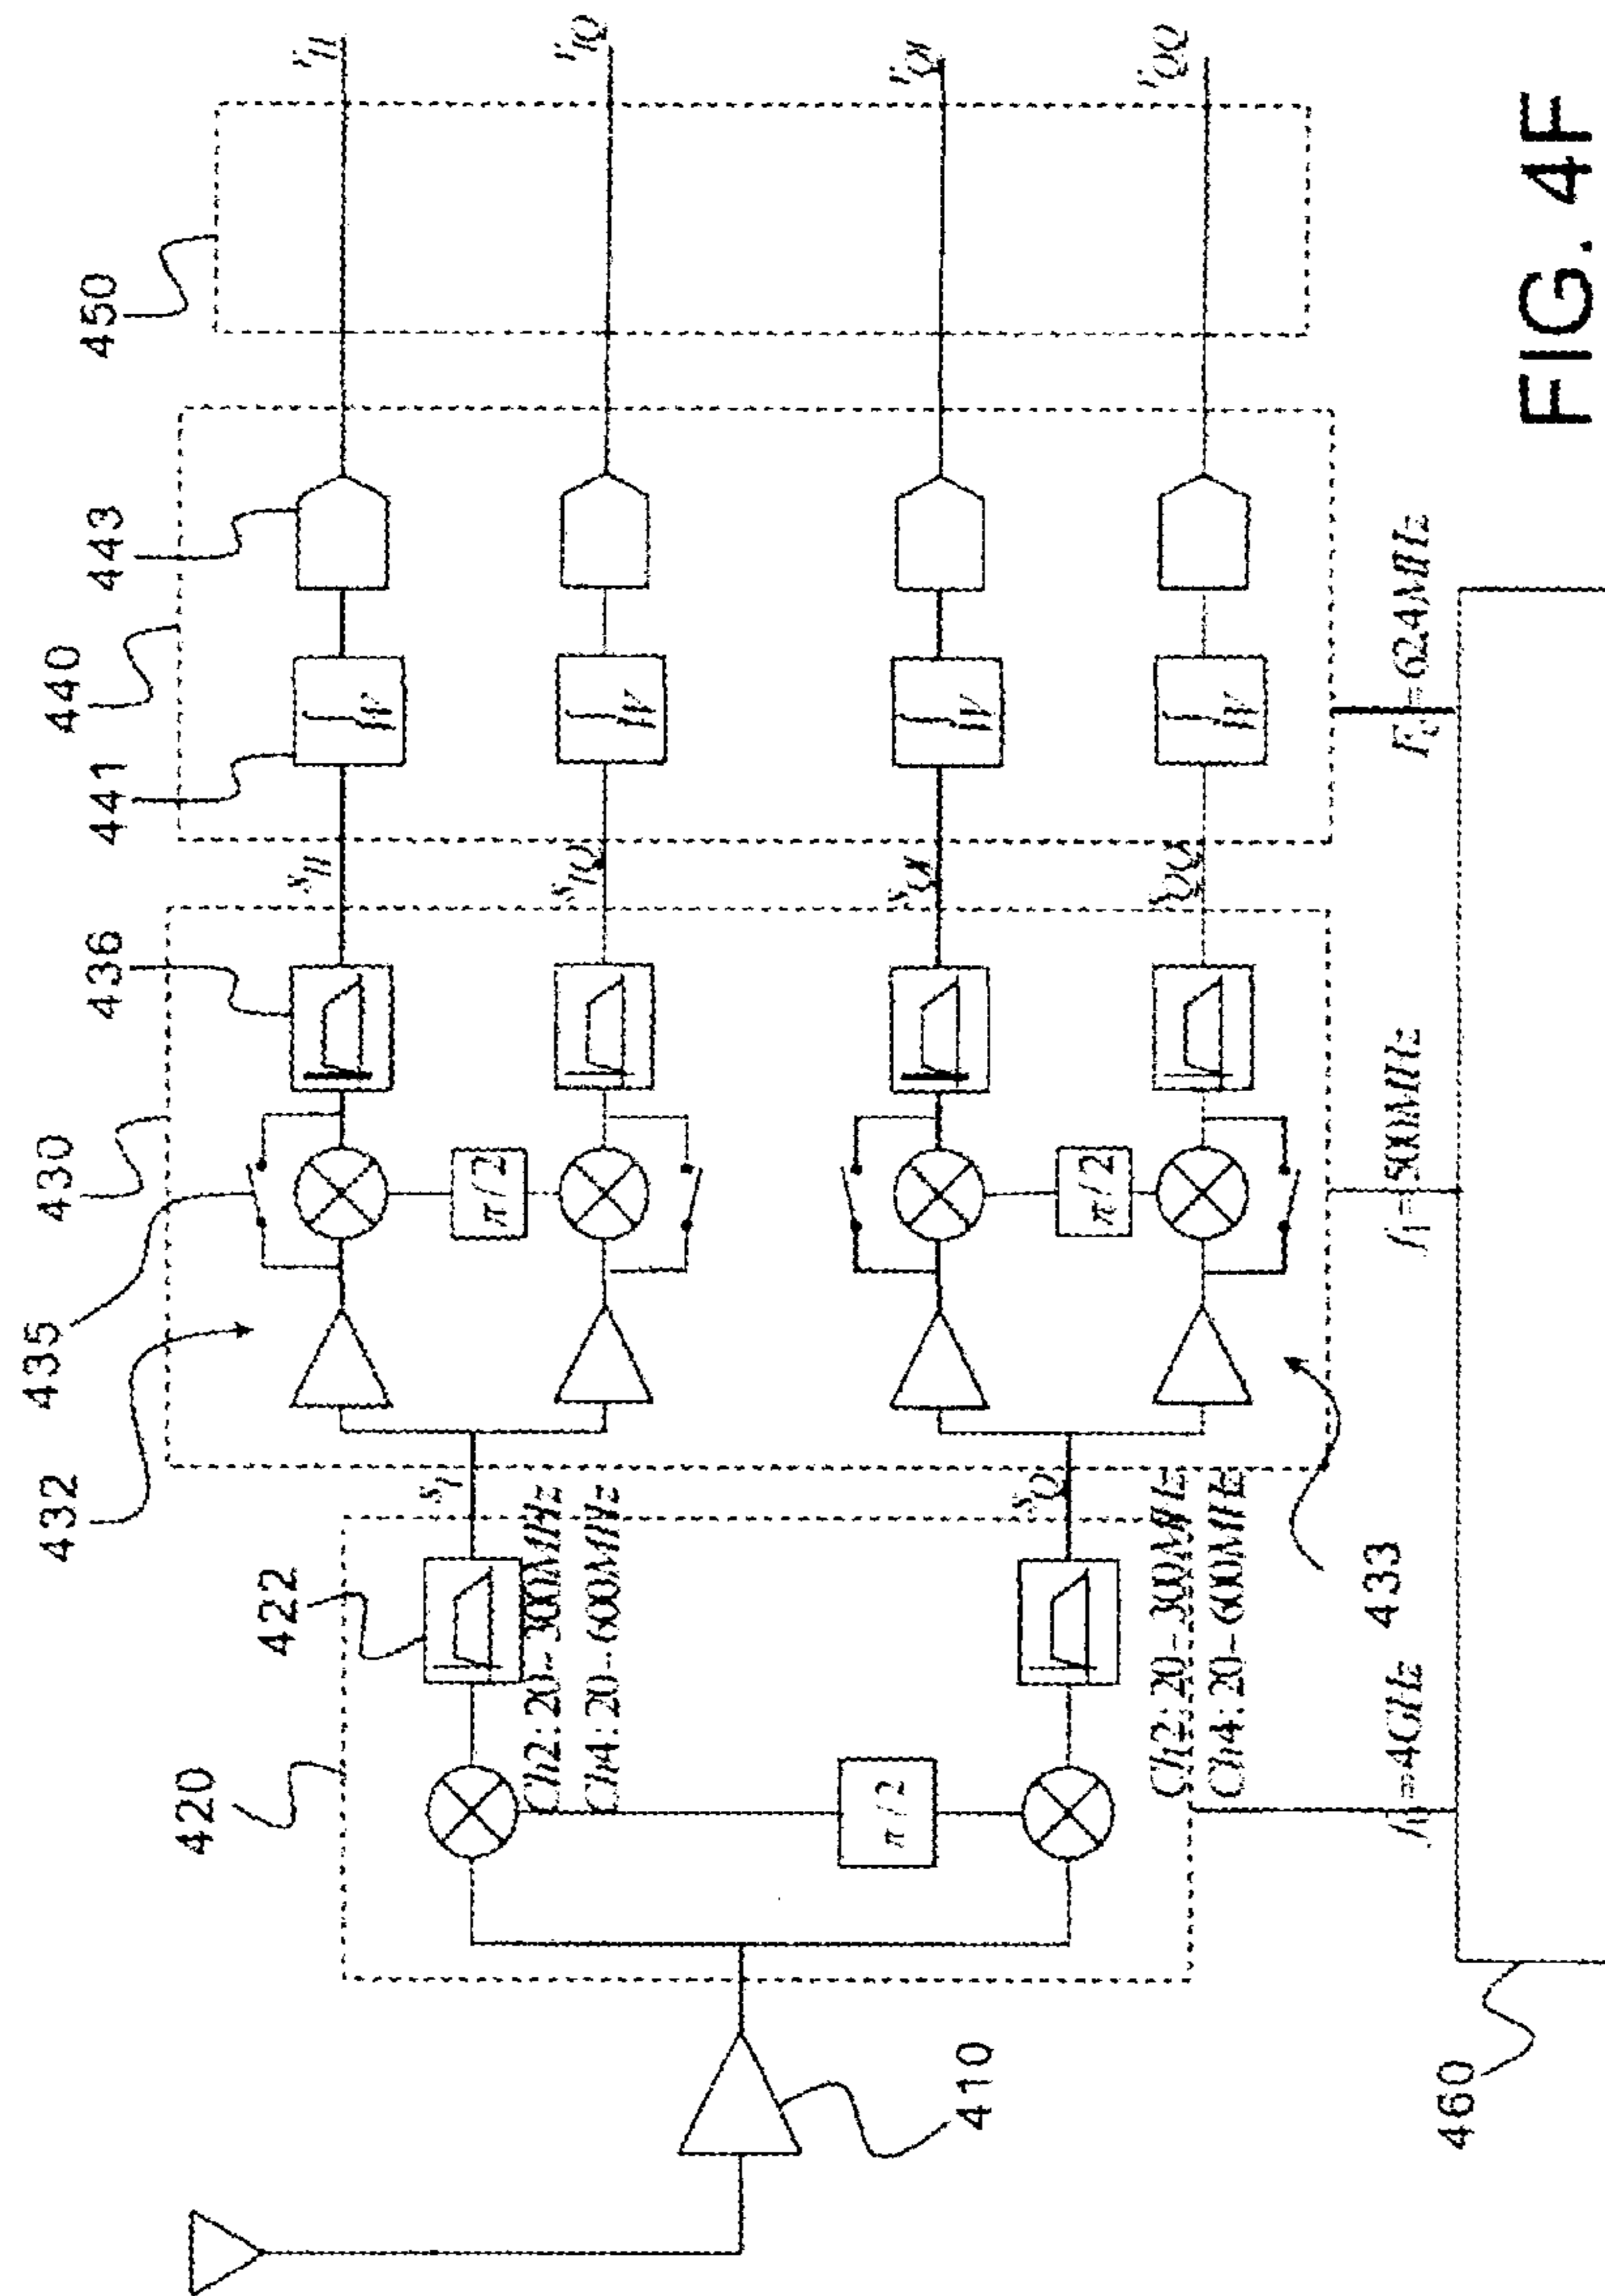 450
440
441
443
430
435
436
432
420
422
r_II
r_IQ
r_QI
r_QQ
s_II
s_IQ
s_QI
s_QQ
s_I
s_Q
W
W
W
W
π/2
π/2
π/2
Ch2: 20~300MHz
Ch4: 20~600MHz
Ch2: 20~300MHz
Ch4: 20~600MHz
433
410
460
=4GHz
f_1=500MHz
=624MHz
FIG. 4F